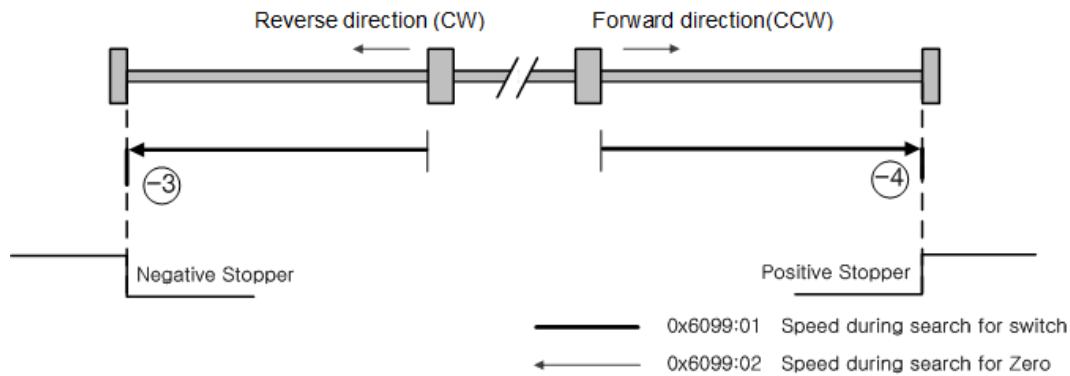 Reverse direction (CW)
Forward direction(CCW)
−3
−4
Negative Stopper
Positive Stopper
0x6099:01 Speed during search for switch
0x6099:02 Speed during search for Zero